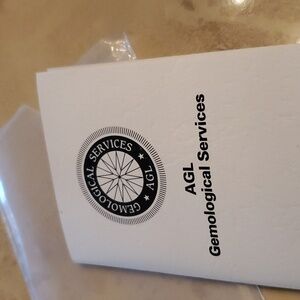 GEMOLOGICAL SERVICES ★ AGL ★
AGL
Gemological Services